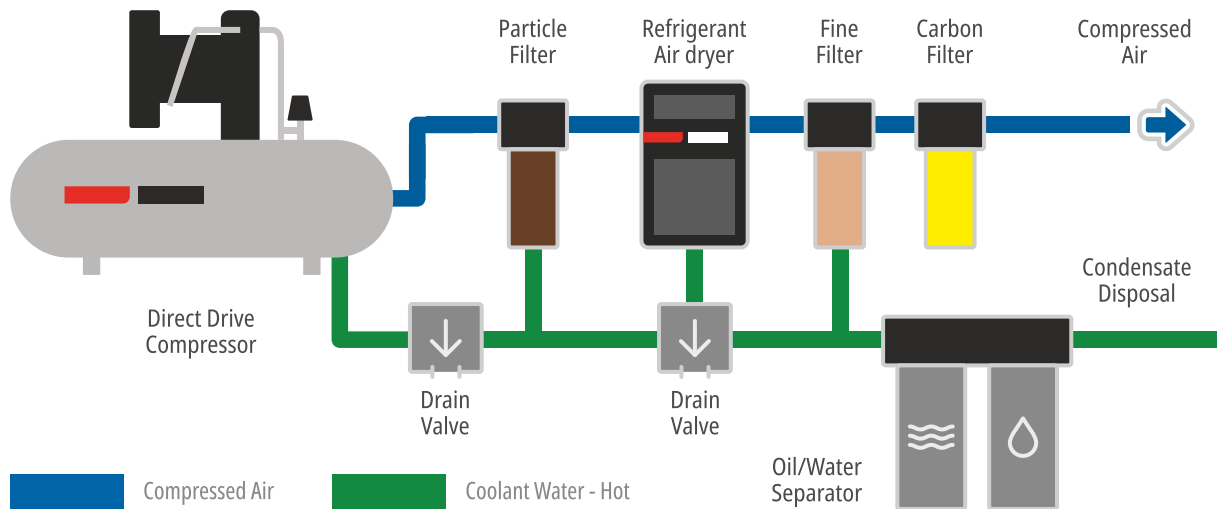 Particle
Filter
Refrigerant
Air dryer
Fine
Filter
Carbon
Filter
Compressed
Air
Condensate
Disposal
Direct Drive
Compressor
Drain
Valve
Drain
Valve
Oil/Water
Separator
Compressed Air
Coolant Water - Hot